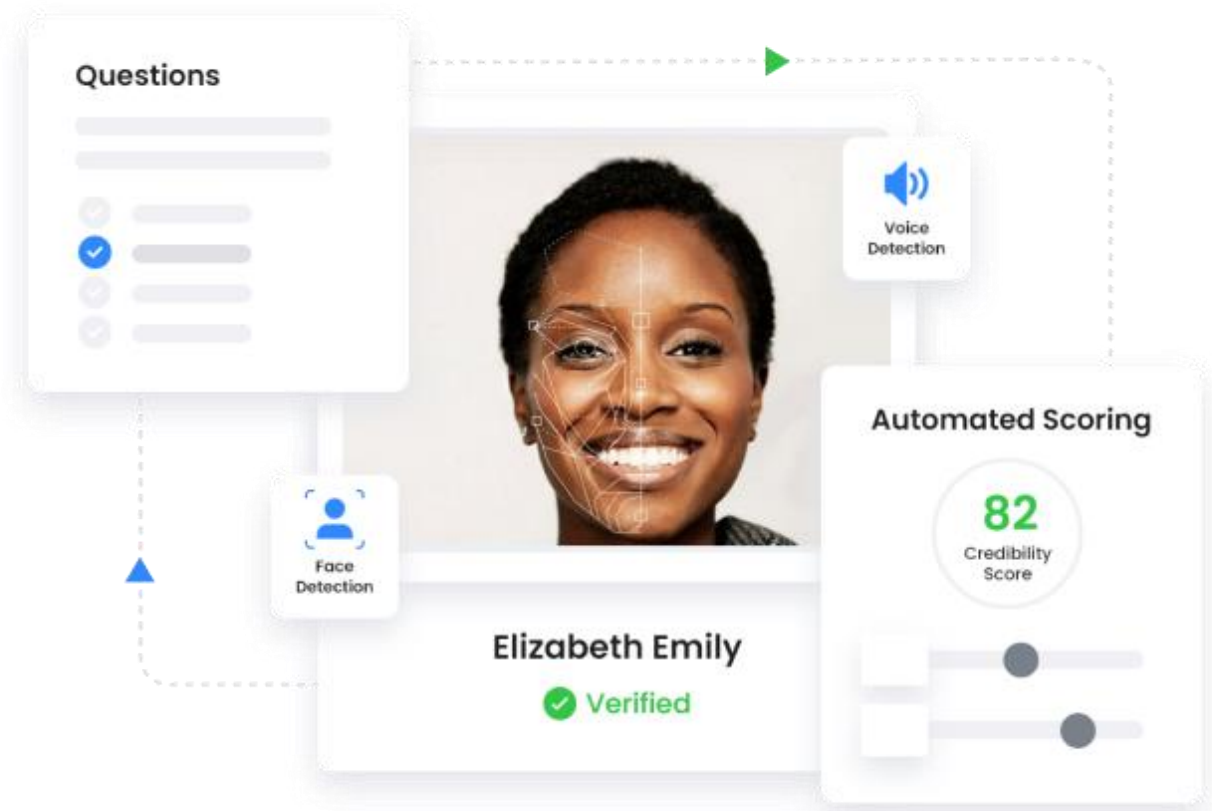 Questions
Voice
Detection
Automated Scoring
82
Credibility
Score
Face
Detection
Elizabeth Emily
Verified